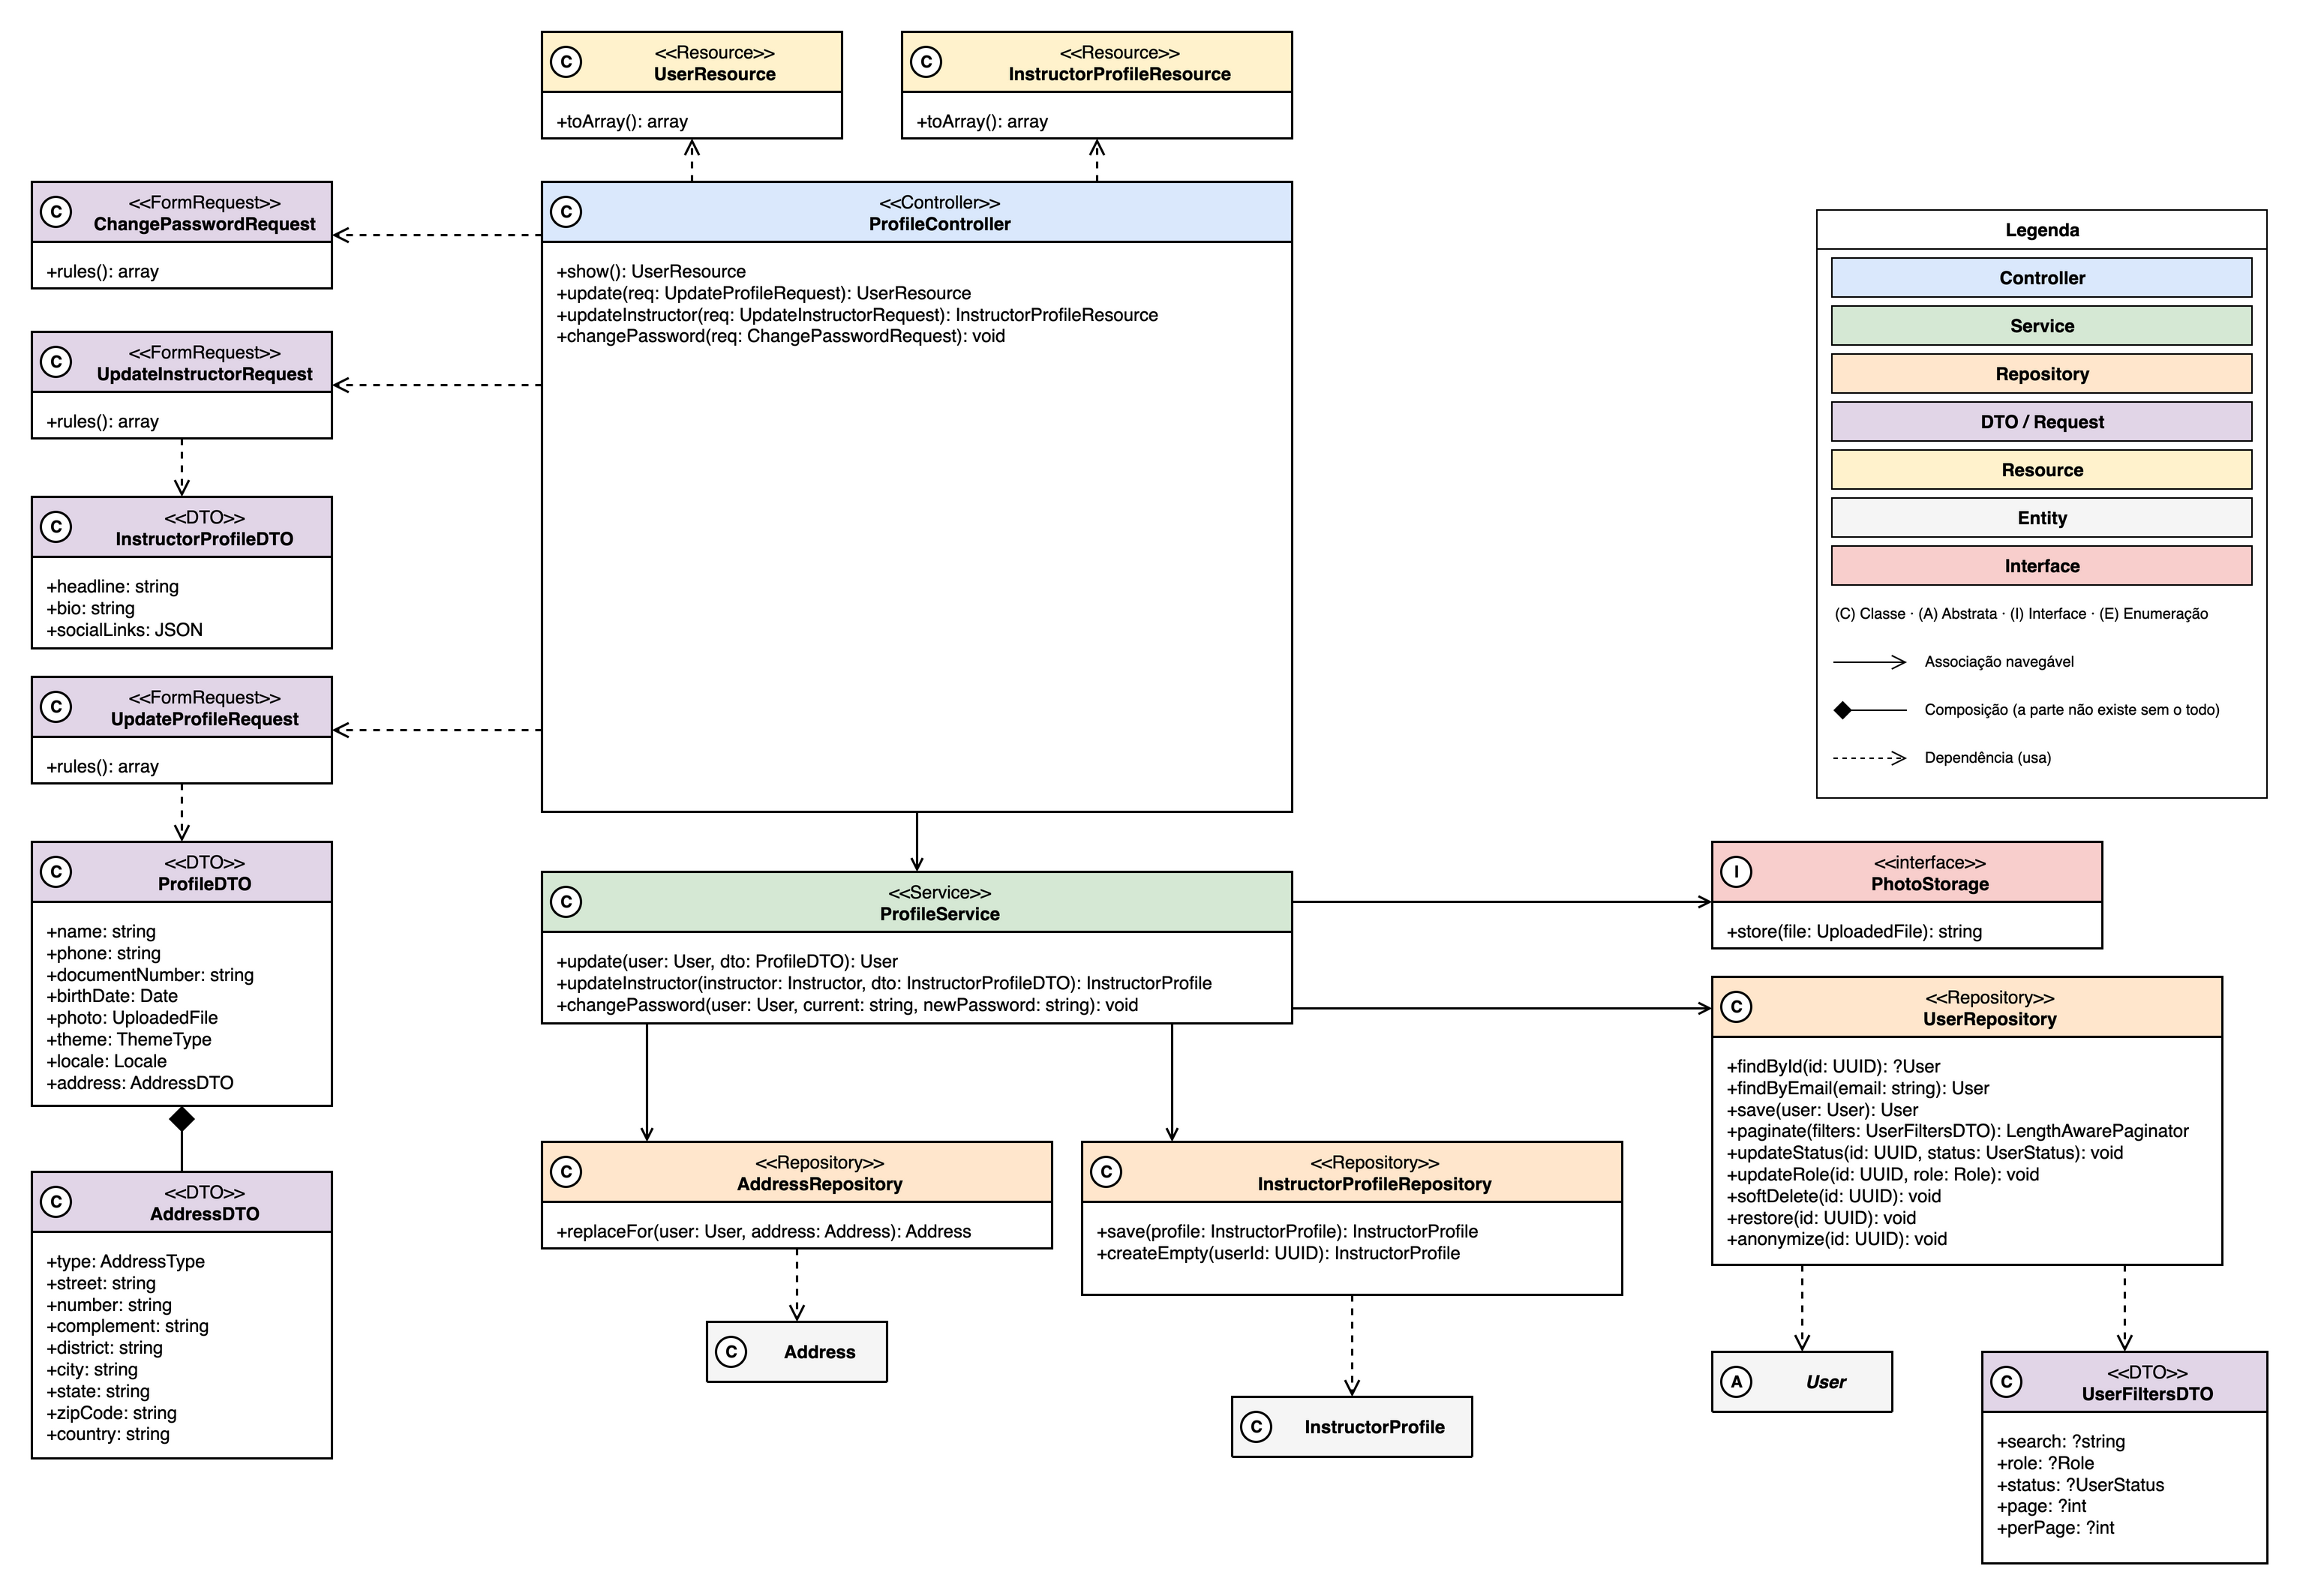 C
<<Resource>>
UserResource
+toArray(): array
C
<<Resource>>
InstructorProfileResource
+toArray(): array
C
<<FormRequest>>
ChangePasswordRequest
+rules(): array
C
<<Controller>>
ProfileController
+show(): UserResource
+update(req: UpdateProfileRequest): UserResource
+updateInstructor(req: UpdateInstructorRequest): InstructorProfileResource
+changePassword(req: ChangePasswordRequest): void
C
<<FormRequest>>
UpdateInstructorRequest
+rules(): array
C
<<DTO>>
InstructorProfileDTO
+headline: string
+bio: string
+socialLinks: JSON
C
<<FormRequest>>
UpdateProfileRequest
+rules(): array
C
<<DTO>>
ProfileDTO
+name: string
+phone: string
+documentNumber: string
+birthDate: Date
+photo: UploadedFile
+theme: ThemeType
+locale: Locale
+address: AddressDTO
C
<<DTO>>
AddressDTO
+type: AddressType
+street: string
+number: string
+complement: string
+district: string
+city: string
+state: string
+zipCode: string
+country: string
Legenda
Controller
Service
Repository
DTO / Request
Resource
Entity
Interface
(C) Classe · (A) Abstrata · (I) Interface · (E) Enumeração
Associação navegável
Composição (a parte não existe sem o todo)
Dependência (usa)
C
<<Service>>
ProfileService
+update(user: User, dto: ProfileDTO): User
+updateInstructor(instructor: Instructor, dto: InstructorProfileDTO): InstructorProfile
+changePassword(user: User, current: string, newPassword: string): void
I
<<interface>>
PhotoStorage
+store(file: UploadedFile): string
C
<<Repository>>
UserRepository
+findById(id: UUID): ?User
+findByEmail(email: string): User
+save(user: User): User
+paginate(filters: UserFiltersDTO): LengthAwarePaginator
+updateStatus(id: UUID, status: UserStatus): void
+updateRole(id: UUID, role: Role): void
+softDelete(id: UUID): void
+restore(id: UUID): void
+anonymize(id: UUID): void
C
<<Repository>>
AddressRepository
+replaceFor(user: User, address: Address): Address
C
<<Repository>>
InstructorProfileRepository
+save(profile: InstructorProfile): InstructorProfile
+createEmpty(userId: UUID): InstructorProfile
C
Address
C
InstructorProfile
A
User
C
<<DTO>>
UserFiltersDTO
+search: ?string
+role: ?Role
+status: ?UserStatus
+page: ?int
+perPage: ?int